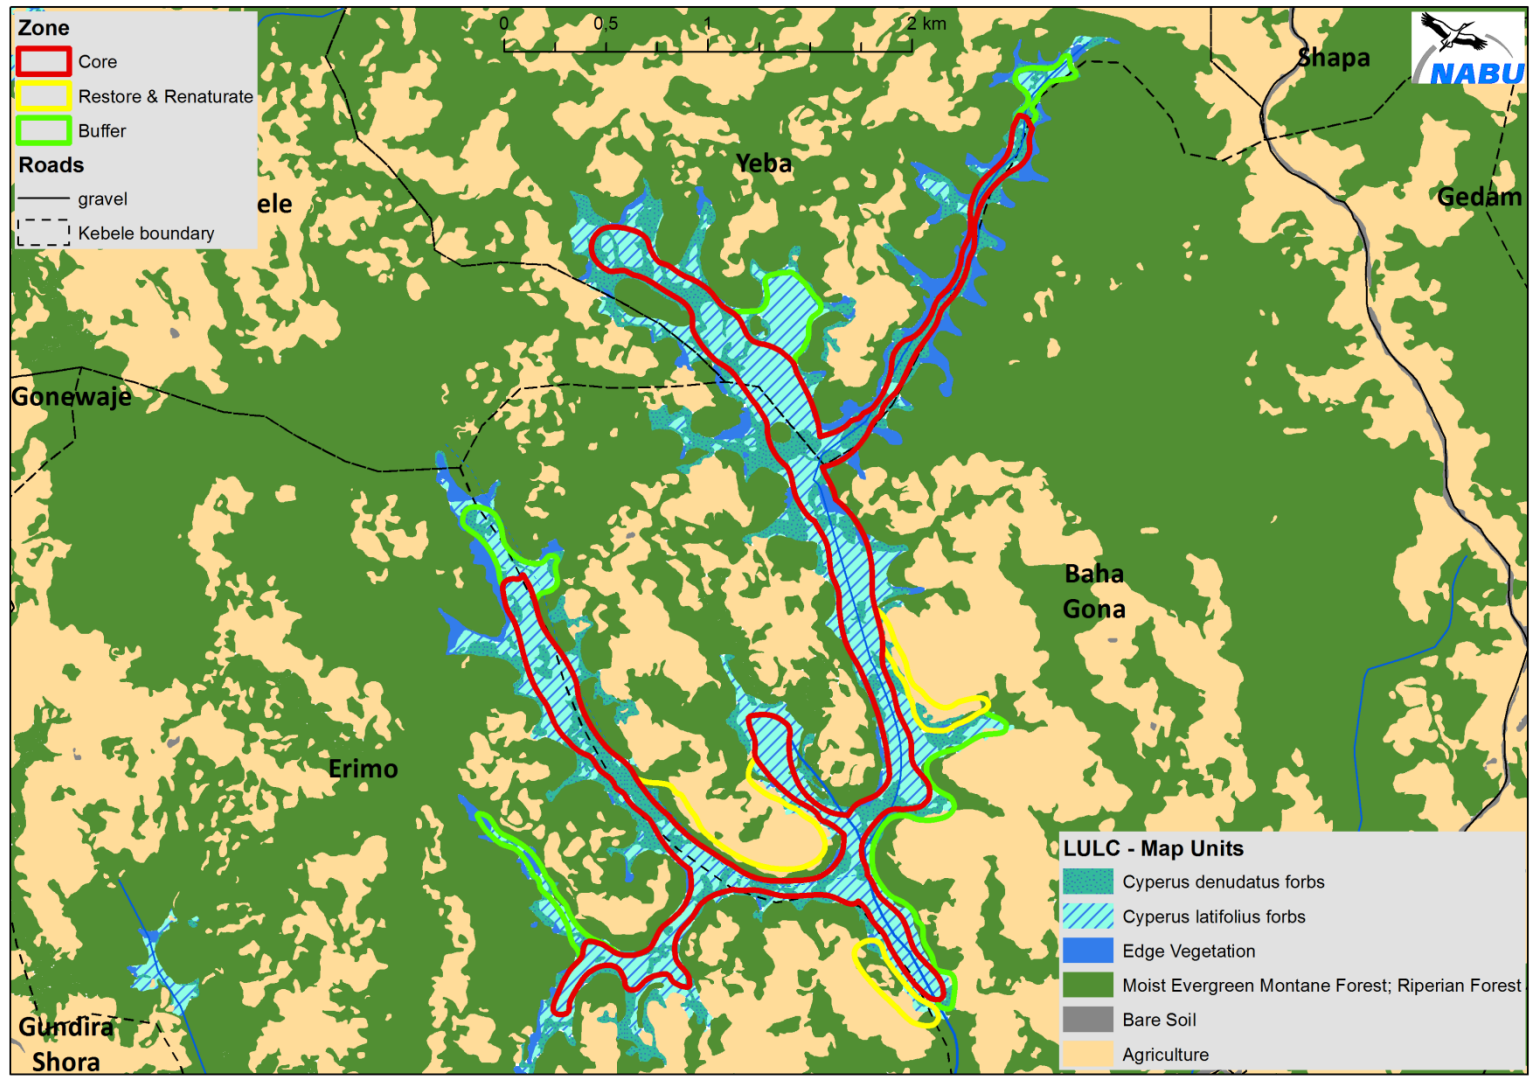 Zone
Core
Restore & Renaturate
Buffer
Roads
gravel
Kebele boundary
0 0,5 1 2 km
Shapa
NABU
Yeba
ele
Gedam
Gonewaje
Baha
Gona
Erimo
Gundira
Shora
LULC - Map Units
Cyperus denudatus forbs
Cyperus latifolius forbs
Edge Vegetation
Moist Evergreen Montane Forest; Riperian Forest
Bare Soil
Agriculture